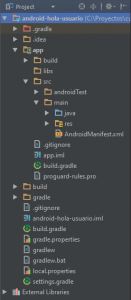 Project
android-hola-usuario (C:\Proyectos\
.gradle
.idea
app
build
libs
src
androidTest
main
java
res
AndroidManifest.xml
.gitignore
app.iml
build.gradle
proguard-rules.pro
build
gradle
.gitignore
android-hola-usuario.iml
build.gradle
gradle.properties
gradlew
gradlew.bat
local.properties
settings.gradle
External Libraries